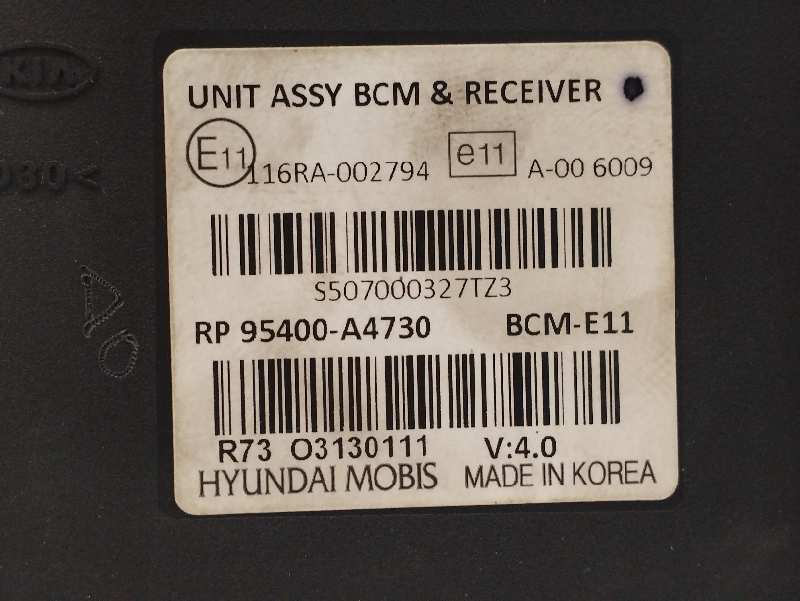 KIA
UNIT ASSY BCM & RECEIVER
E11 116RA-002794 e11 A-00 6009
S507000327TZ3
RP 95400-A4730 BCM-E11
R73 O3130111 V:4.0
HYUNDAI MOBIS MADE IN KOREA